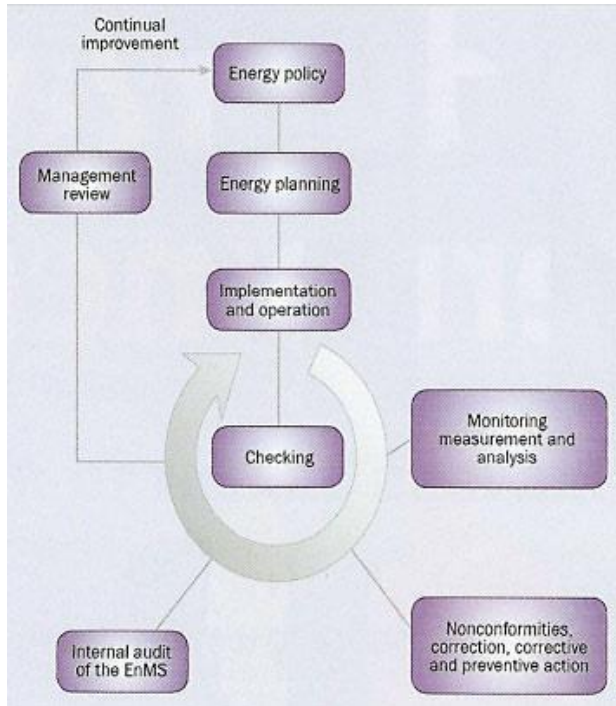 Continual
improvement
Energy policy
Management
review
Energy planning
Implementation
and operation
Checking
Monitoring
measurement and
analysis
Internal audit
of the EnMS
Nonconformities,
correction, corrective
and preventive action